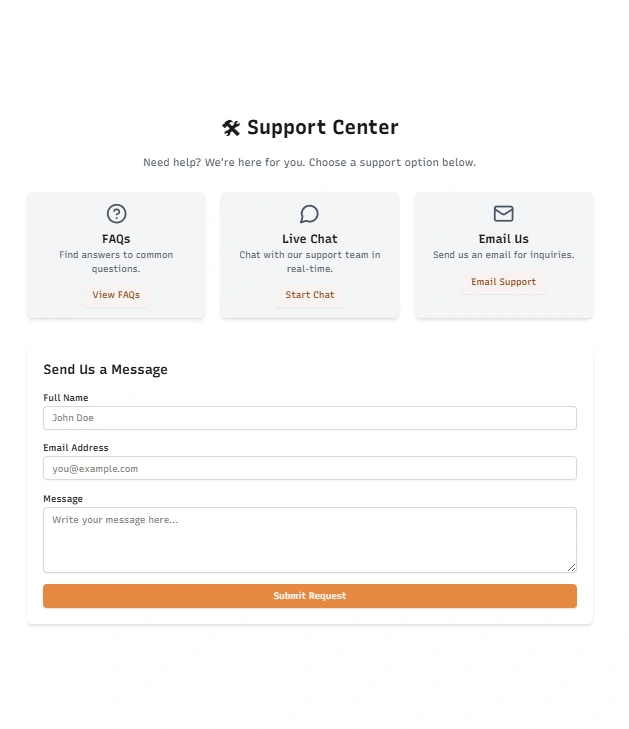 🛠 Support Center
Need help? We're here for you. Choose a support option below.
FAQs
Find answers to common
questions.
View FAQs
Live Chat
Chat with our support team in
real-time.
Start Chat
Email Us
Send us an email for inquiries.
Email Support
Send Us a Message
Full Name
John Doe
Email Address
you@example.com
Message
Write your message here...
Submit Request